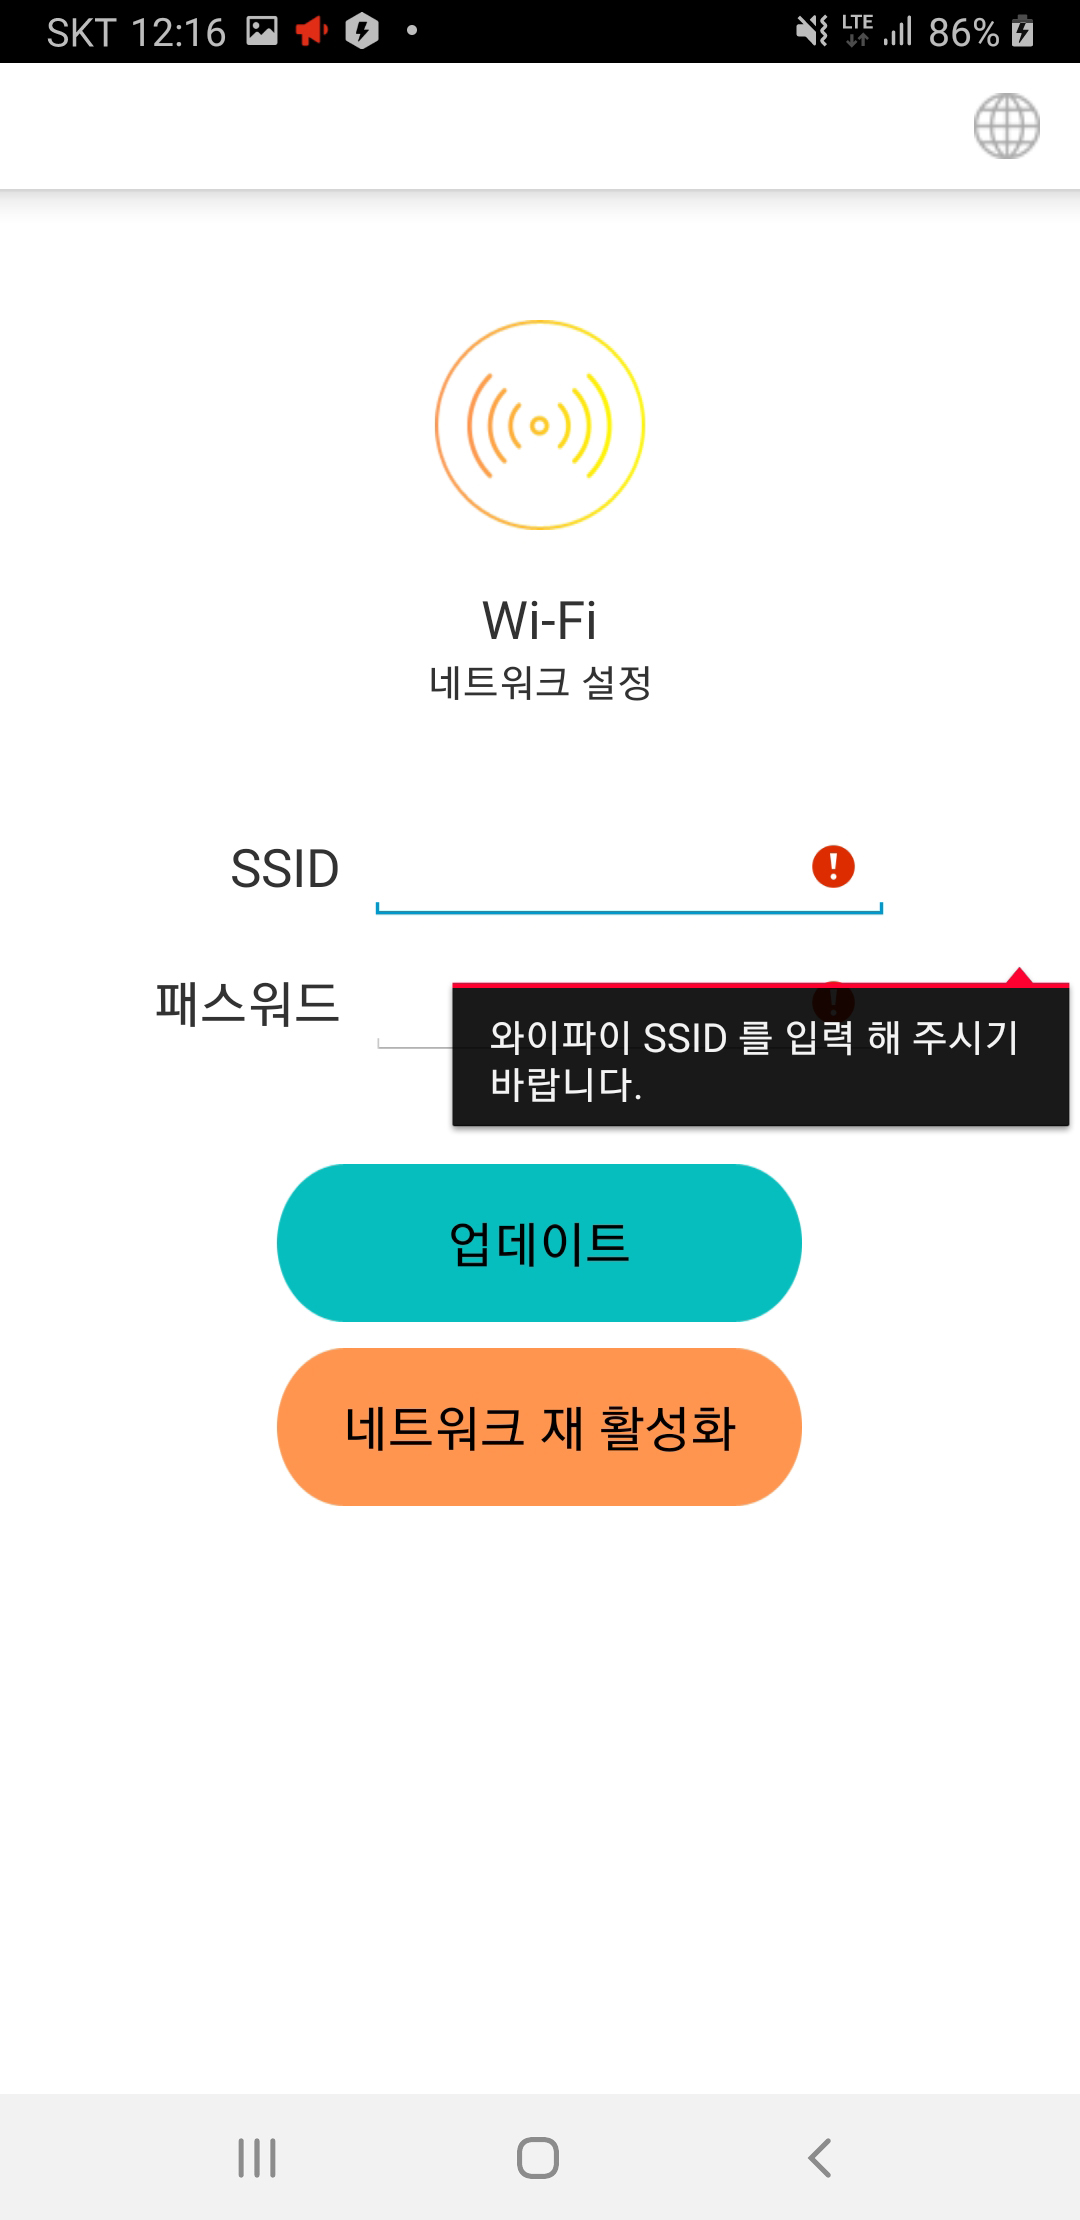 SKT 12:16
LTE
86%
Wi-Fi
네트워크 설정
SSID
패스워드
와이파이 SSID 를 입력 해 주시기
바랍니다.
업데이트
네트워크 재 활성화